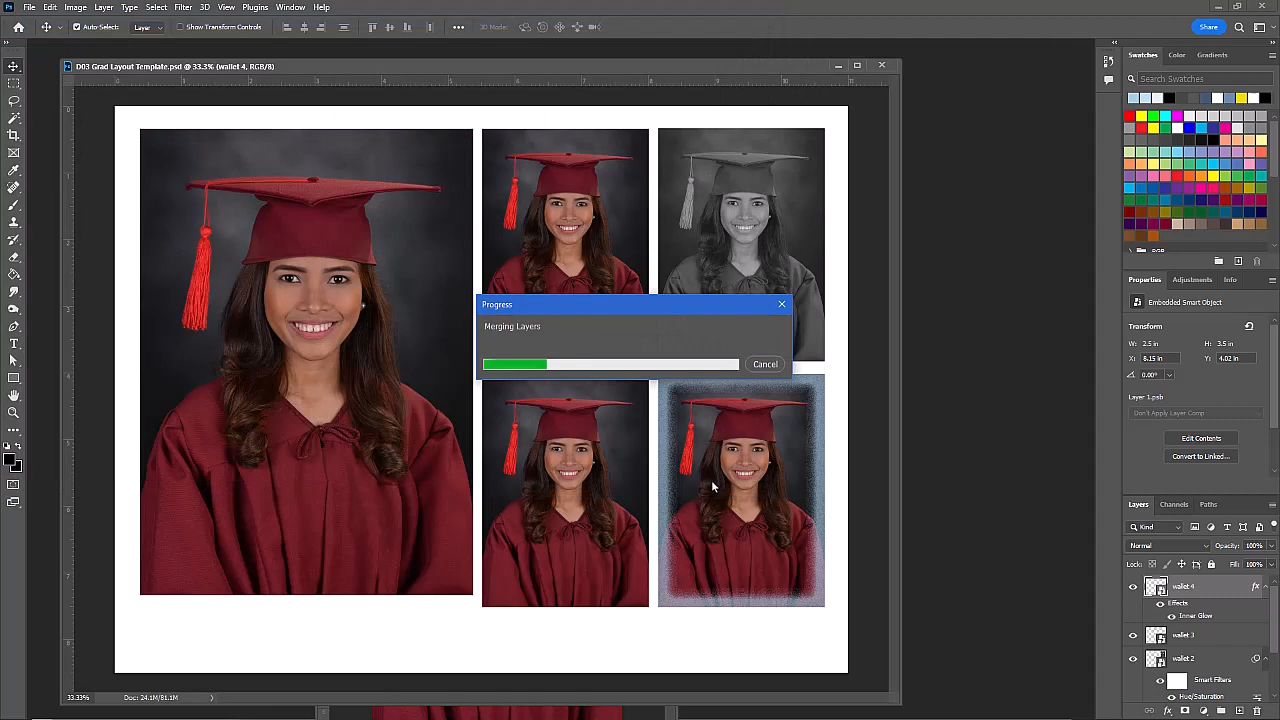 File Edit Image Layer Type Select Filter 3D View Plugins Window Help
Auto-Select: Layer Show Transform Controls 3D Mode: Share
D03 Grad Layout Template.psd @ 33.3% (wallet 4, RGB/8)
Progress
Merging Layers
Cancel
33.33% Doc: 24.1M/81.1M
Swatches Color Gradients
Search Swatches
RGB
Properties Adjustments Info
Embedded Smart Object
Transform
W: 2.5 in H: 3.5 in
X: 8.15 in Y: 4.02 in
0.00°
Layer 1.psb
Don't Apply Layer Comp
Edit Contents
Convert to Linked...
Layers Channels Paths
Kind
Normal Opacity: 100%
Lock: Fill: 100%
wallet 4 fx
Effects
Inner Glow
wallet 3
wallet 2
Smart Filters
Hue/Saturation